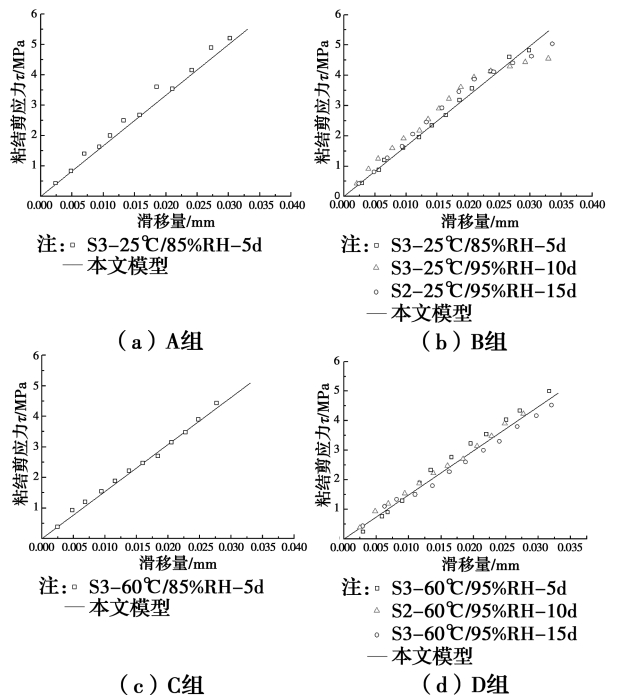 6
5
4
3
2
1
粘结剪应力τ/MPa
0.000 0.005 0.010 0.015 0.020 0.025 0.030 0.035 0.040
滑移量/mm
注: □ S3-25℃/85%RH-5d
— 本文模型
(a) A组
6
5
4
3
2
1
粘结剪应力τ/MPa
0.000 0.005 0.010 0.015 0.020 0.025 0.030 0.035 0.040
滑移量/mm
注: □ S3-25℃/85%RH-5d
△ S3-25℃/95%RH-10d
○ S2-25℃/95%RH-15d
— 本文模型
(b) B组
6
5
4
3
2
1
粘结剪应力τ/MPa
0.000 0.005 0.010 0.015 0.020 0.025 0.030 0.035 0.040
滑移量/mm
注: □ S3-60℃/85%RH-5d
— 本文模型
(c) C组
6
5
4
3
2
1
粘结剪应力τ/MPa
0.000 0.005 0.010 0.015 0.020 0.025 0.030 0.035
滑移量/mm
注: □ S3-60℃/95%RH-5d
△ S2-60℃/95%RH-10d
○ S3-60℃/95%RH-15d
— 本文模型
(d) D组